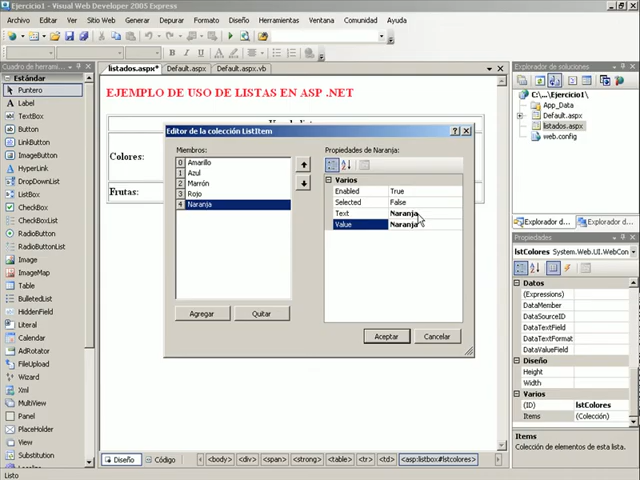 Ejercicio1 - Visual Web Developer 2005 Express
Archivo Editar Ver Sitio Web Generar Depurar Formato Diseño Herramientas Ventana Comunidad Ayuda
Cuadro de herrami...
Estándar
Puntero
Label
TextBox
Button
LinkButton
ImageButton
HyperLink
DropDownList
ListBox
CheckBox
CheckBoxList
RadioButton
RadioButtonList
Image
ImageMap
Table
BulletedList
HiddenField
Literal
Calendar
AdRotator
FileUpload
Wizard
Xml
MultiView
Panel
PlaceHolder
View
Substitution
Localize
listados.aspx* Default.aspx Default.aspx.vb
EJEMPLO DE USO DE LISTAS EN ASP .NET
Colores:
Frutas:
Editor de la colección ListItem
Miembros:
0 Amarillo
1 Azul
2 Marrón
3 Rojo
4 Naranja
Agregar Quitar
Propiedades de Naranja:
Varios
Enabled True
Selected False
Text Naranja
Value Naranja
Aceptar Cancelar
Diseño Código <body> <div> <span> <strong> <table> <tr> <td> <asp:listbox#lstcolores>
Explorador de soluciones
C:\...\Ejercicio1\
App_Data
Default.aspx
listados.aspx
web.config
Explorador d... Explorador d...
Propiedades
lstColores System.Web.UI.WebCon
Datos
(Expressions)
DataMember
DataSourceID
DataTextField
DataTextFormat
DataValueField
Diseño
Height
Width
Varios
(ID) lstColores
Items (Colección)
Items
Colección de elementos de esta lista.
Listo